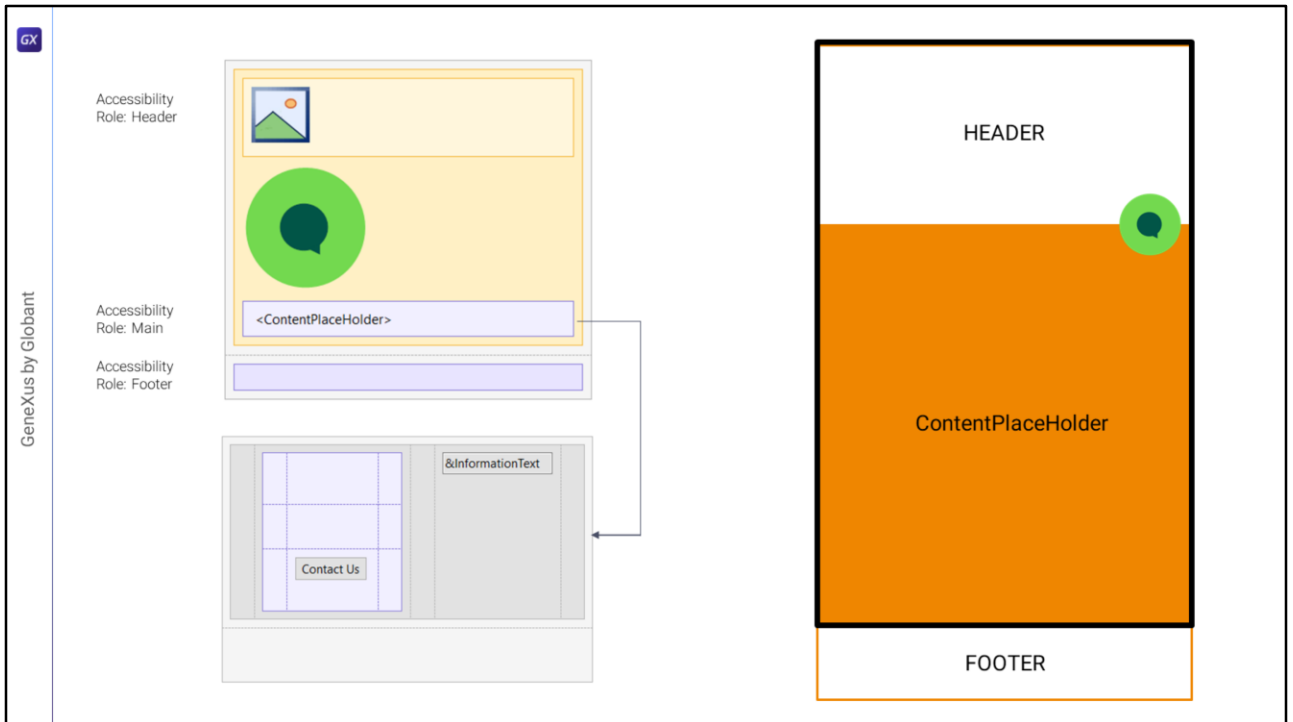 GX
GeneXus by Globant
Accessibility
Role: Header
Accessibility
Role: Main
<ContentPlaceHolder>
Accessibility
Role: Footer
&InformationText
Contact Us
HEADER
ContentPlaceHolder
FOOTER